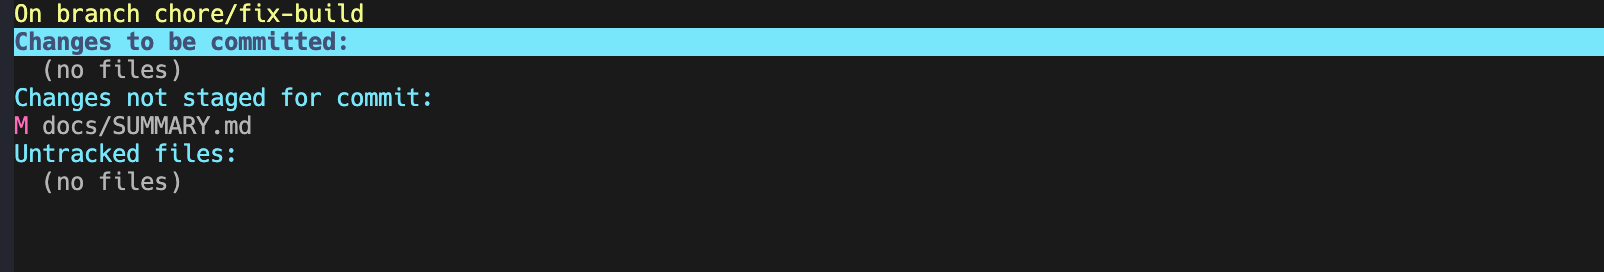 On branch chore/fix-build
Changes to be committed:
  (no files)
Changes not staged for commit:
M docs/SUMMARY.md
Untracked files:
  (no files)